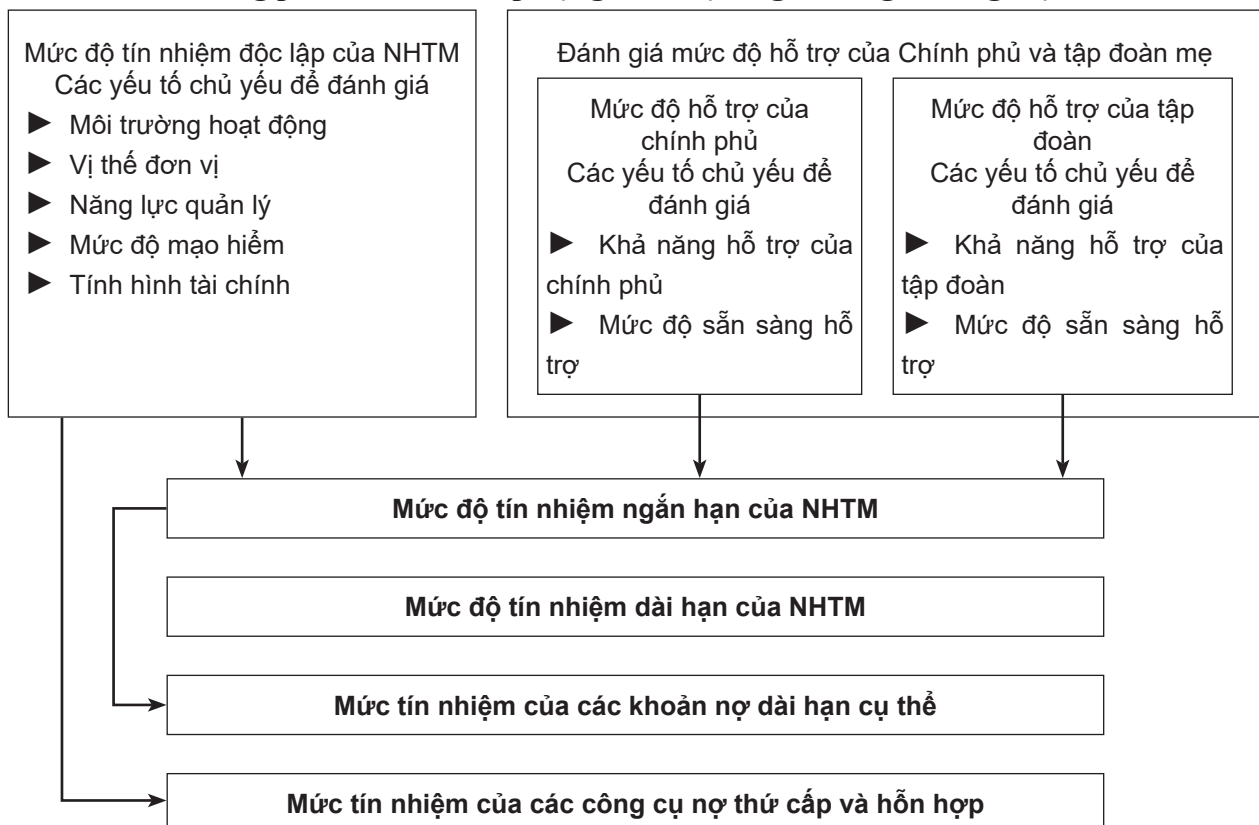 Mức độ tín nhiệm độc lập của NHTM
Các yếu tố chủ yếu để đánh giá
► Môi trường hoạt động
► Vị thế đơn vị
► Năng lực quản lý
► Mức độ mạo hiểm
► Tính hình tài chính
Đánh giá mức độ hỗ trợ của Chính phủ và tập đoàn mẹ
Mức độ hỗ trợ của
chính phủ
Các yếu tố chủ yếu để
đánh giá
► Khả năng hỗ trợ của
chính phủ
► Mức độ sẵn sàng hỗ
trợ
Mức độ hỗ trợ của tập
đoàn
Các yếu tố chủ yếu để
đánh giá
► Khả năng hỗ trợ của
tập đoàn
► Mức độ sẵn sàng hỗ
trợ
Mức độ tín nhiệm ngắn hạn của NHTM
Mức độ tín nhiệm dài hạn của NHTM
Mức tín nhiệm của các khoản nợ dài hạn cụ thể
Mức tín nhiệm của các công cụ nợ thứ cấp và hỗn hợp